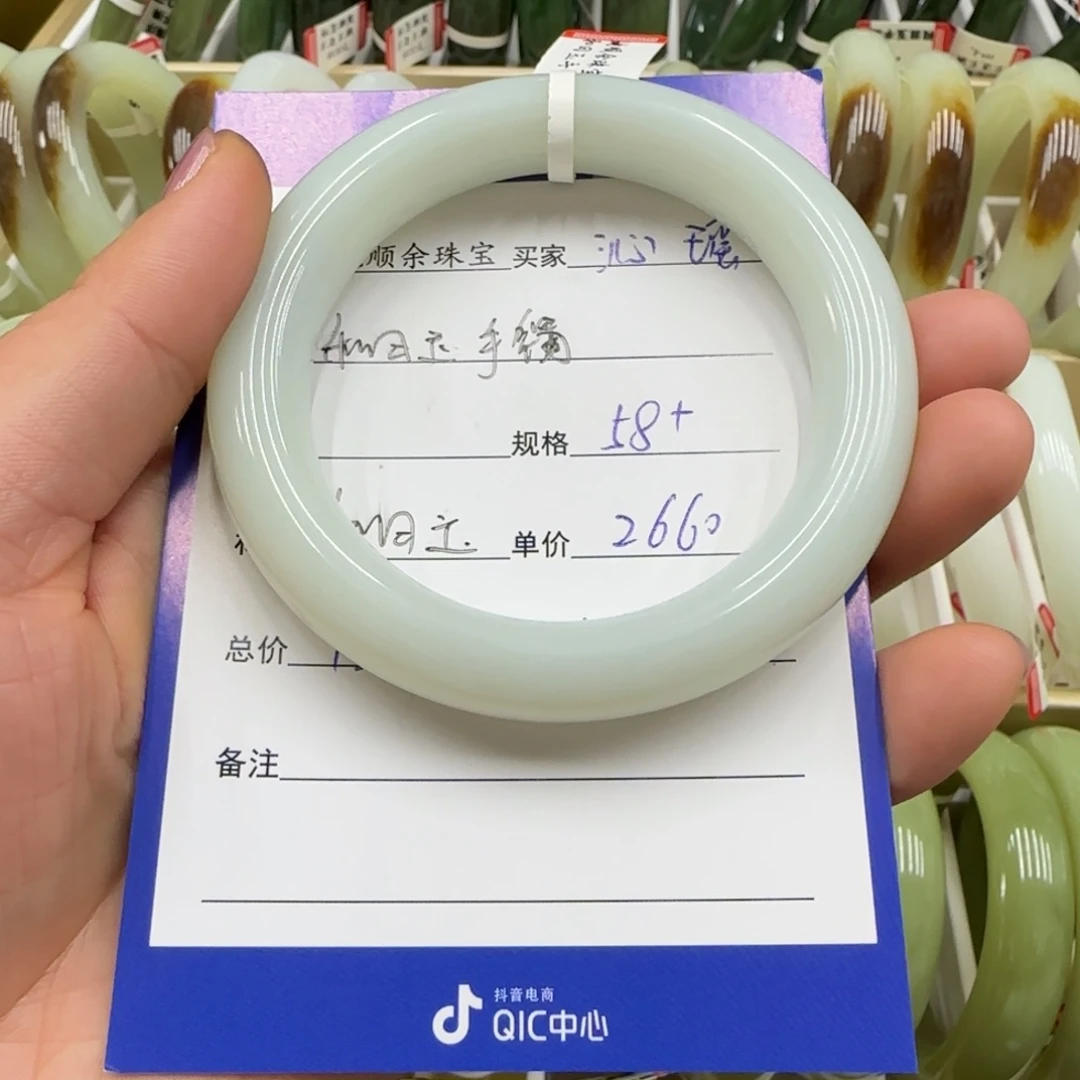 顺余珠宝 买家 沁瑶
和田玉手镯
规格 58+
和田玉 单价 2660
总价
备注
抖音电商
QIC中心